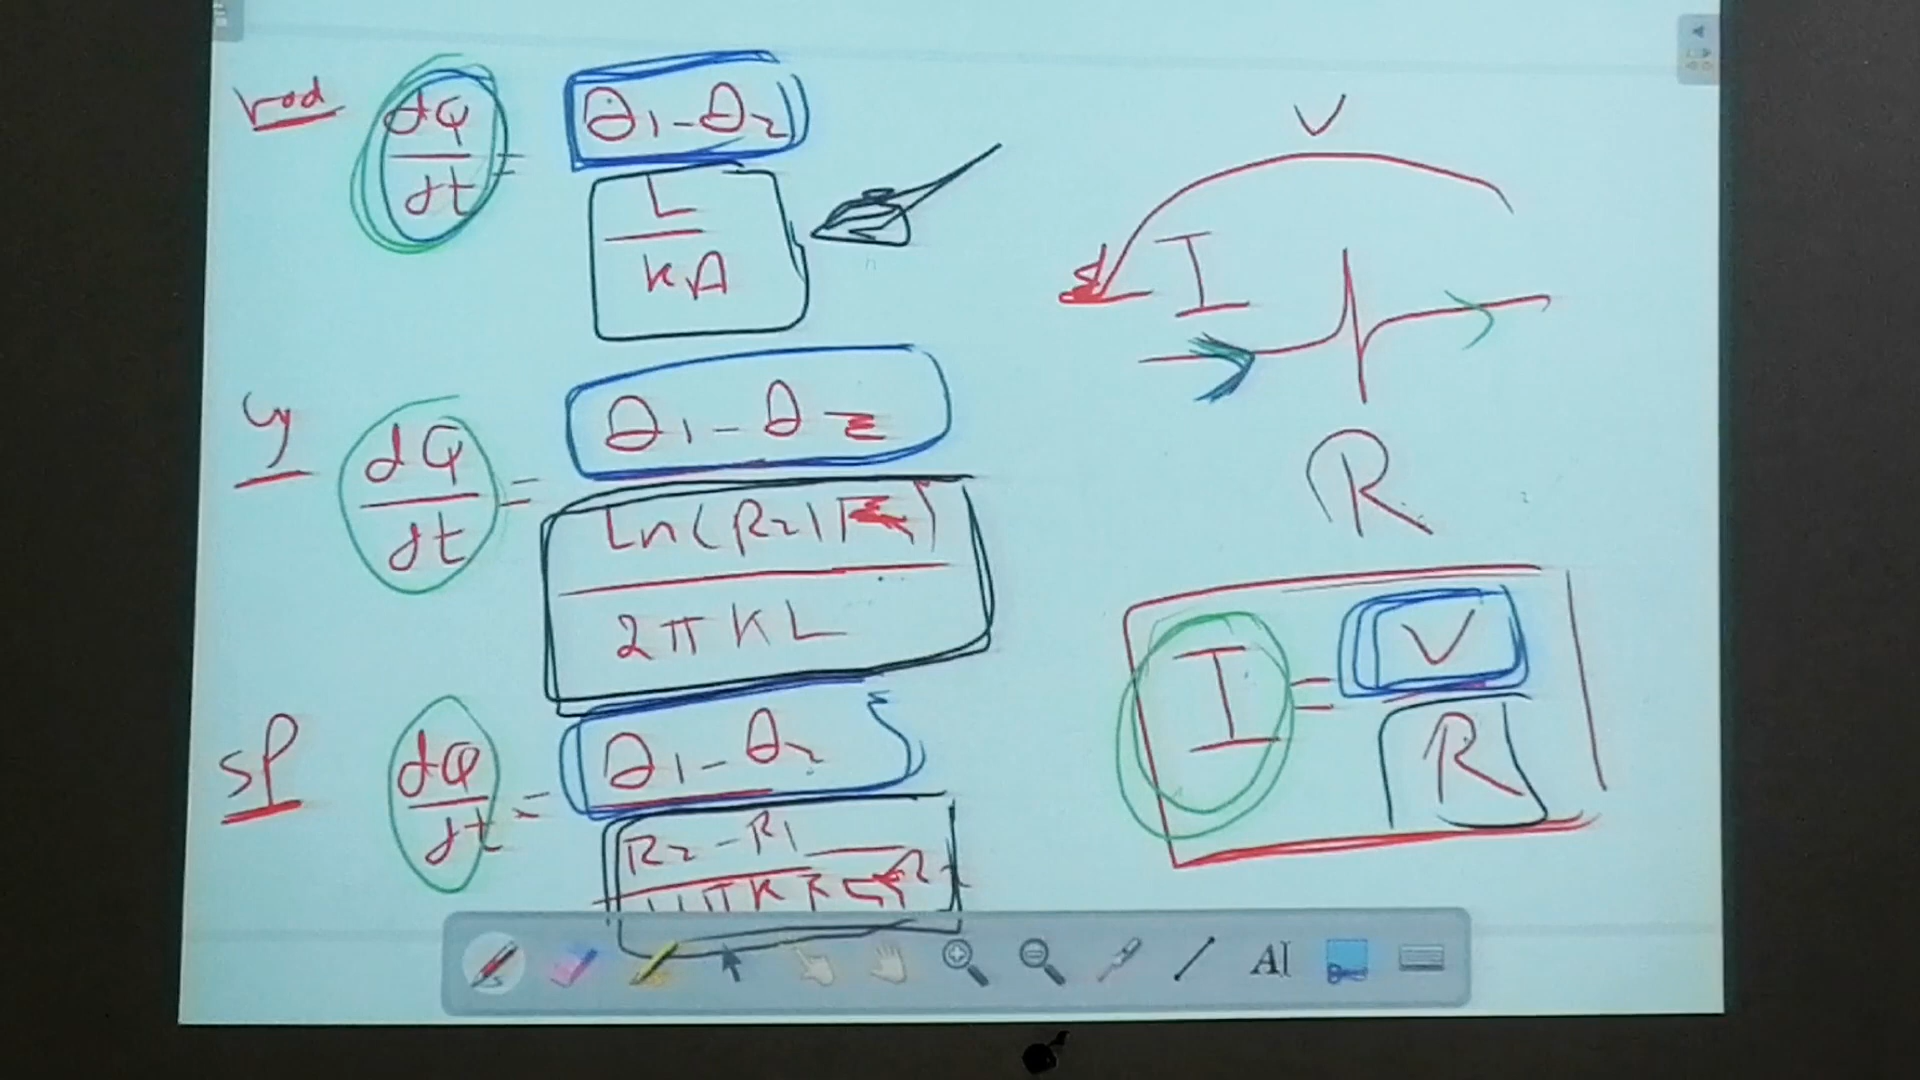 rod dQ/dt = θ1 - θ2
L
KA
cy dQ/dt = θ1 - θ2
Ln(R2|R1)
2πKL
SP dQ/dt = θ1 - θ2
R2 - R1
4πK
V
I
R
I = V
R
AI